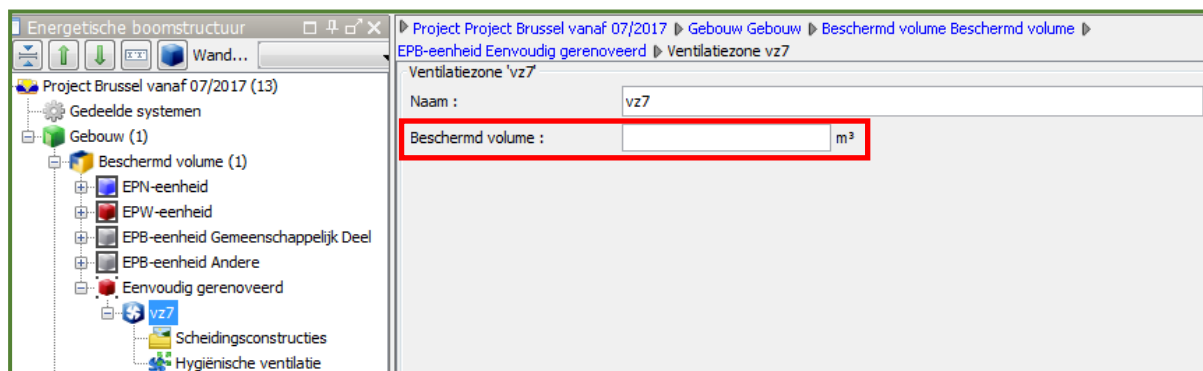 Energetische boomstructuur
Wand...
Project Brussel vanaf 07/2017 (13)
Gedeelde systemen
Gebouw (1)
Beschermd volume (1)
EPN-eenheid
EPW-eenheid
EPB-eenheid Gemeenschappelijk Deel
EPB-eenheid Andere
Eenvoudig gerenoveerd
vz7
Scheidingsconstructies
Hygiënische ventilatie
Project Project Brussel vanaf 07/2017 Gebouw Gebouw Beschermd volume Beschermd volume
EPB-eenheid Eenvoudig gerenoveerd Ventilatiezone vz7
Ventilatiezone 'vz7'
Naam : vz7
Beschermd volume : m³